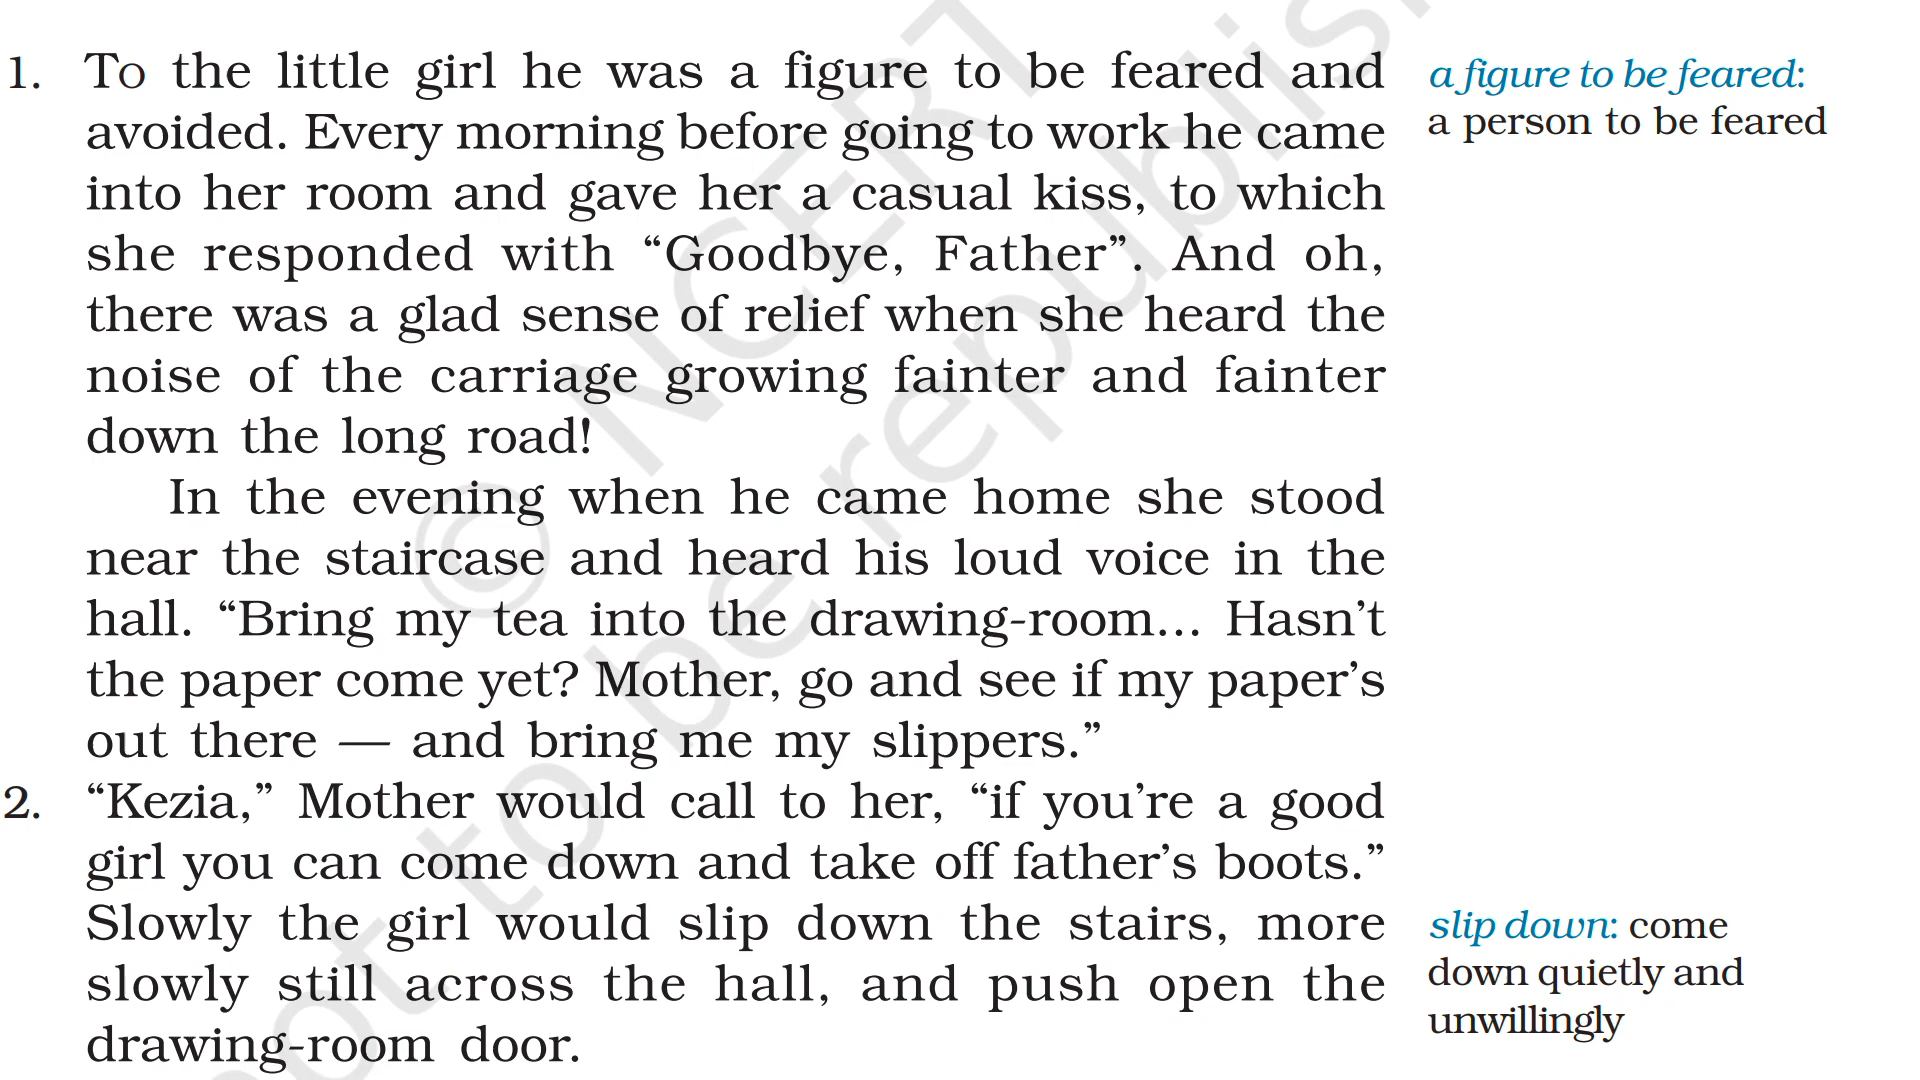 1. To the little girl he was a figure to be feared and
avoided. Every morning before going to work he came
into her room and gave her a casual kiss, to which
she responded with “Goodbye, Father”. And oh,
there was a glad sense of relief when she heard the
noise of the carriage growing fainter and fainter
down the long road!
In the evening when he came home she stood
near the staircase and heard his loud voice in the
hall. “Bring my tea into the drawing-room... Hasn’t
the paper come yet? Mother, go and see if my paper’s
out there — and bring me my slippers.”
2. “Kezia,” Mother would call to her, “if you’re a good
girl you can come down and take off father’s boots.”
Slowly the girl would slip down the stairs, more
slowly still across the hall, and push open the
drawing-room door.
a figure to be feared:
a person to be feared
slip down: come
down quietly and
unwillingly
© NCERT
not to be republis